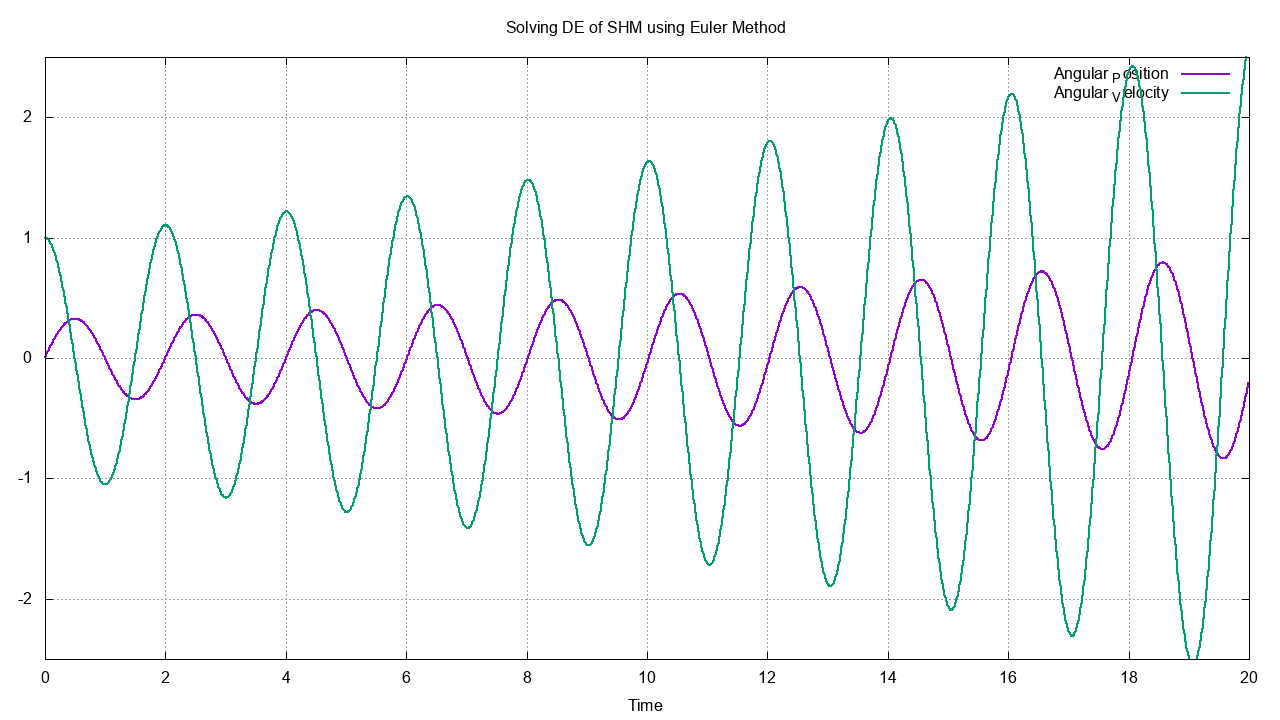 Solving DE of SHM using Euler Method
Angular Position
Angular Velocity
2
1
0
-1
-2
0 2 4 6 8 10 12 14 16 18 20
Time